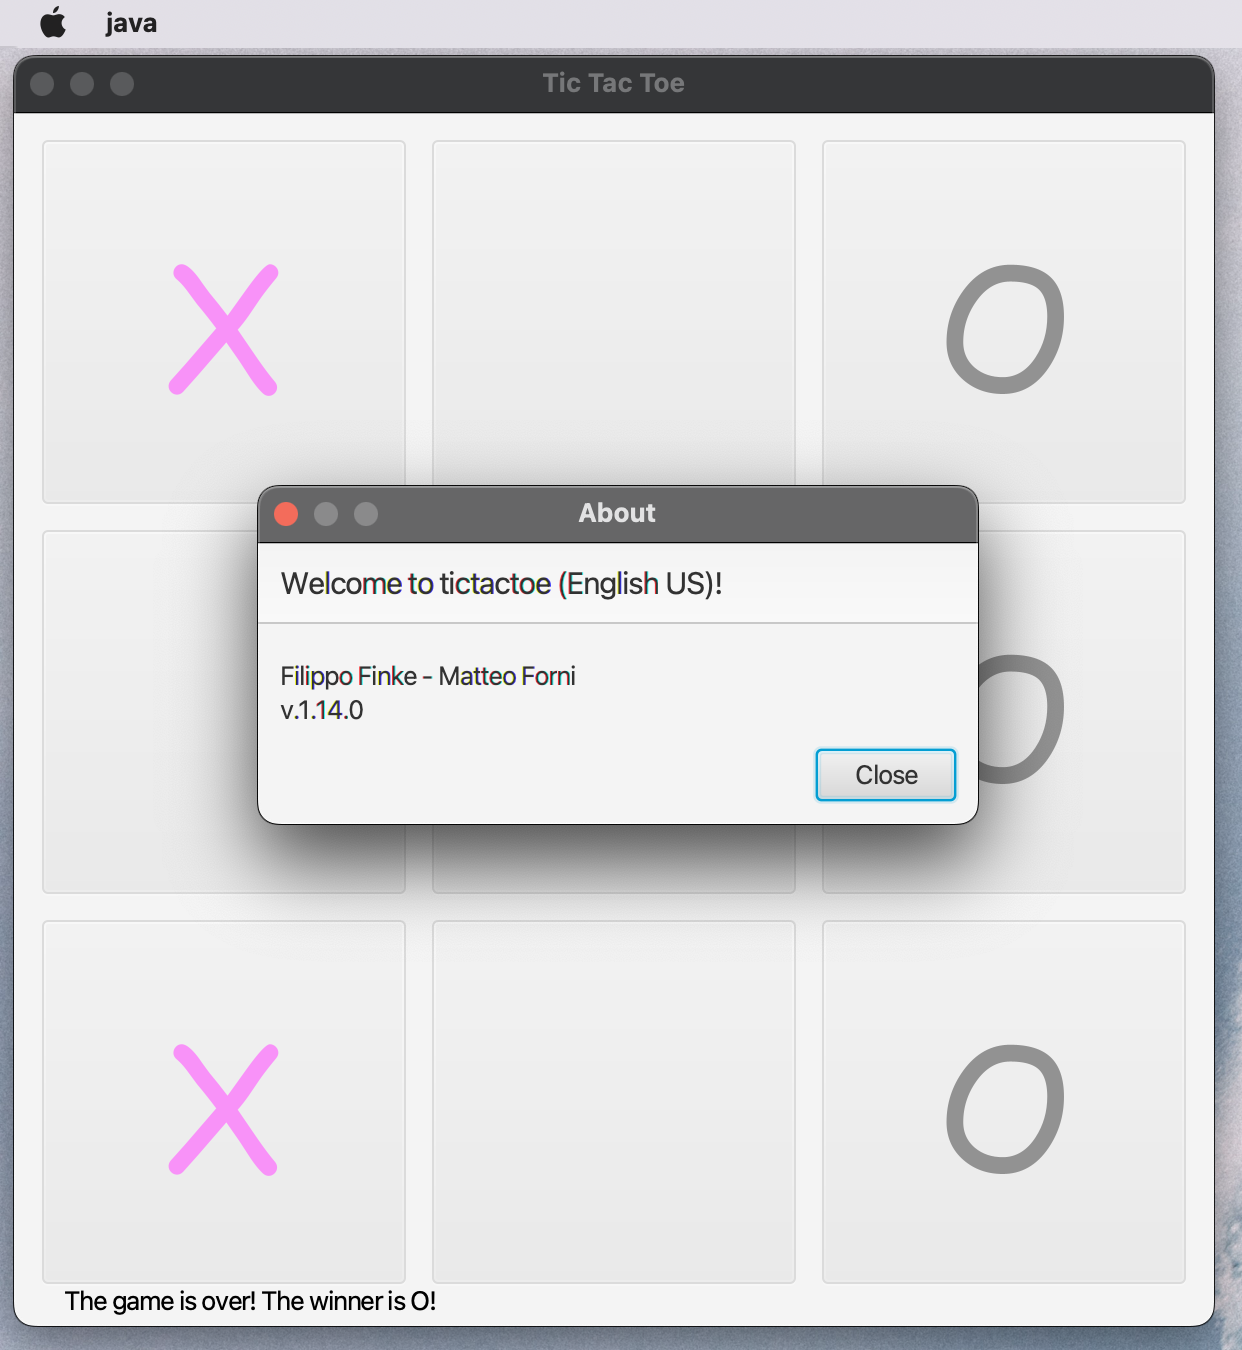 java
Tic Tac Toe
X O
About
Welcome to tictactoe (English US)!
Filippo Finke - Matteo Forni
v.1.14.0
O
Close
X O
The game is over! The winner is O!